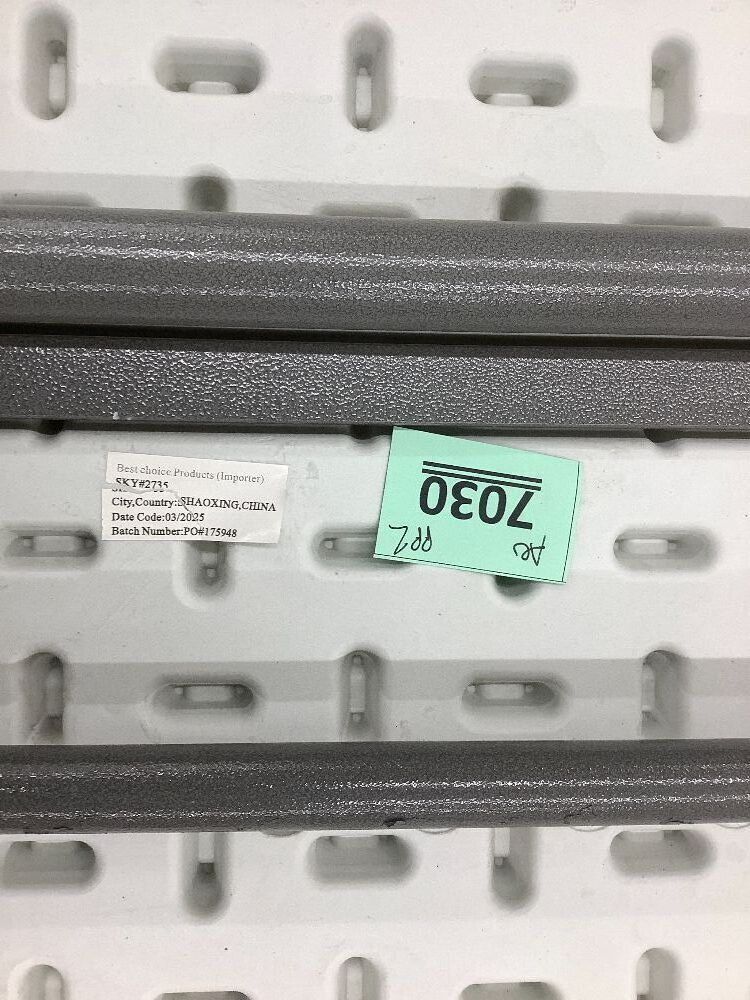 Best choice Products (Importer)
SKY#2735
City,Country:SHAOXING,CHINA
Date Code:03/2025
Batch Number:PO#175948
7030